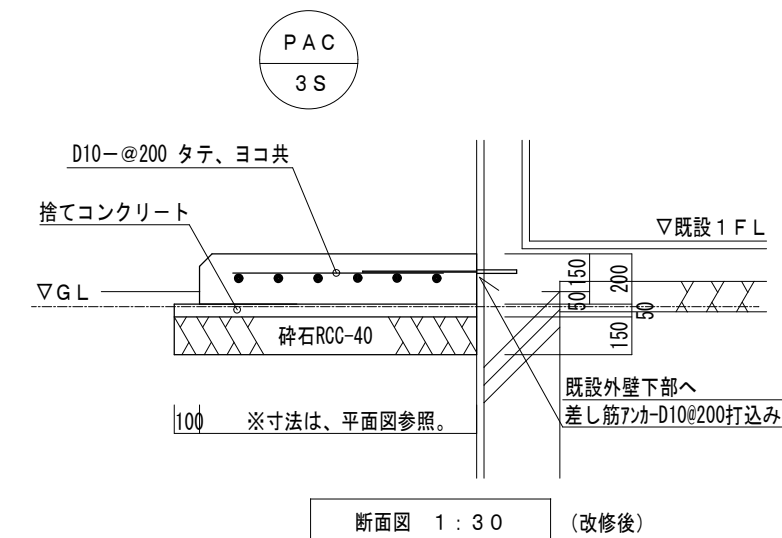 PAC
3S
D10－@200 タテ、ヨコ共
捨てコンクリート
▽既設1FL
▽GL
150
200
50
50
150
砕石RCC-40
100
※寸法は、平面図参照。
既設外壁下部へ
差し筋アンカーD10@200打込み
断面図 1：30
(改修後)